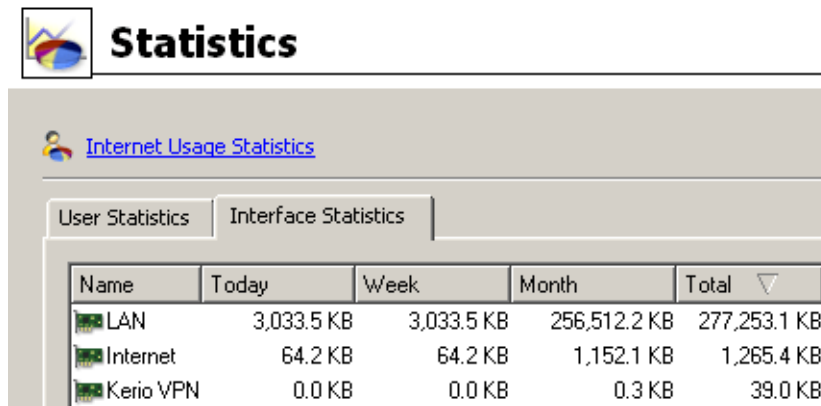 Statistics
Internet Usage Statistics
User Statistics Interface Statistics
Name Today Week Month Total
LAN 3,033.5 KB 3,033.5 KB 256,512.2 KB 277,253.1 KB
Internet 64.2 KB 64.2 KB 1,152.1 KB 1,265.4 KB
Kerio VPN 0.0 KB 0.0 KB 0.3 KB 39.0 KB